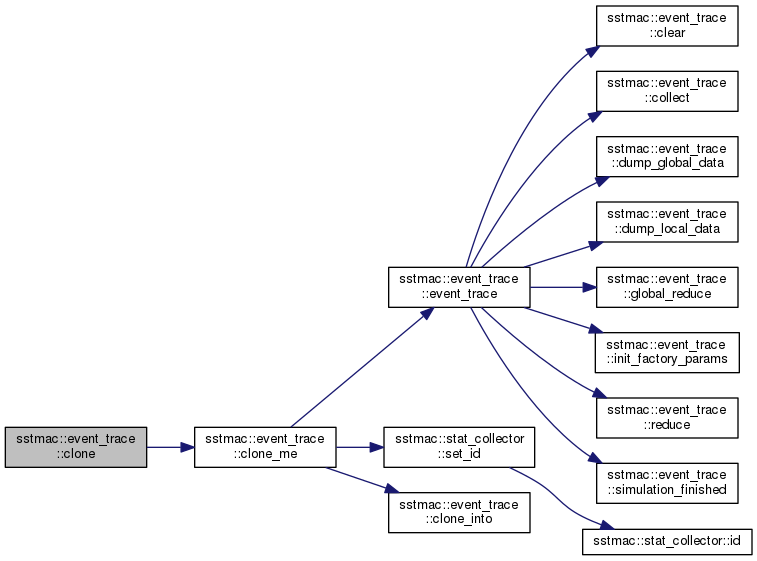 sstmac::event_trace
::clear
sstmac::event_trace
::collect
sstmac::event_trace
::dump_global_data
sstmac::event_trace
::dump_local_data
sstmac::event_trace
::event_trace
sstmac::event_trace
::global_reduce
sstmac::event_trace
::init_factory_params
sstmac::event_trace
::reduce
sstmac::event_trace
::clone
sstmac::event_trace
::clone_me
sstmac::stat_collector
::set_id
sstmac::event_trace
::simulation_finished
sstmac::event_trace
::clone_into
sstmac::stat_collector::id